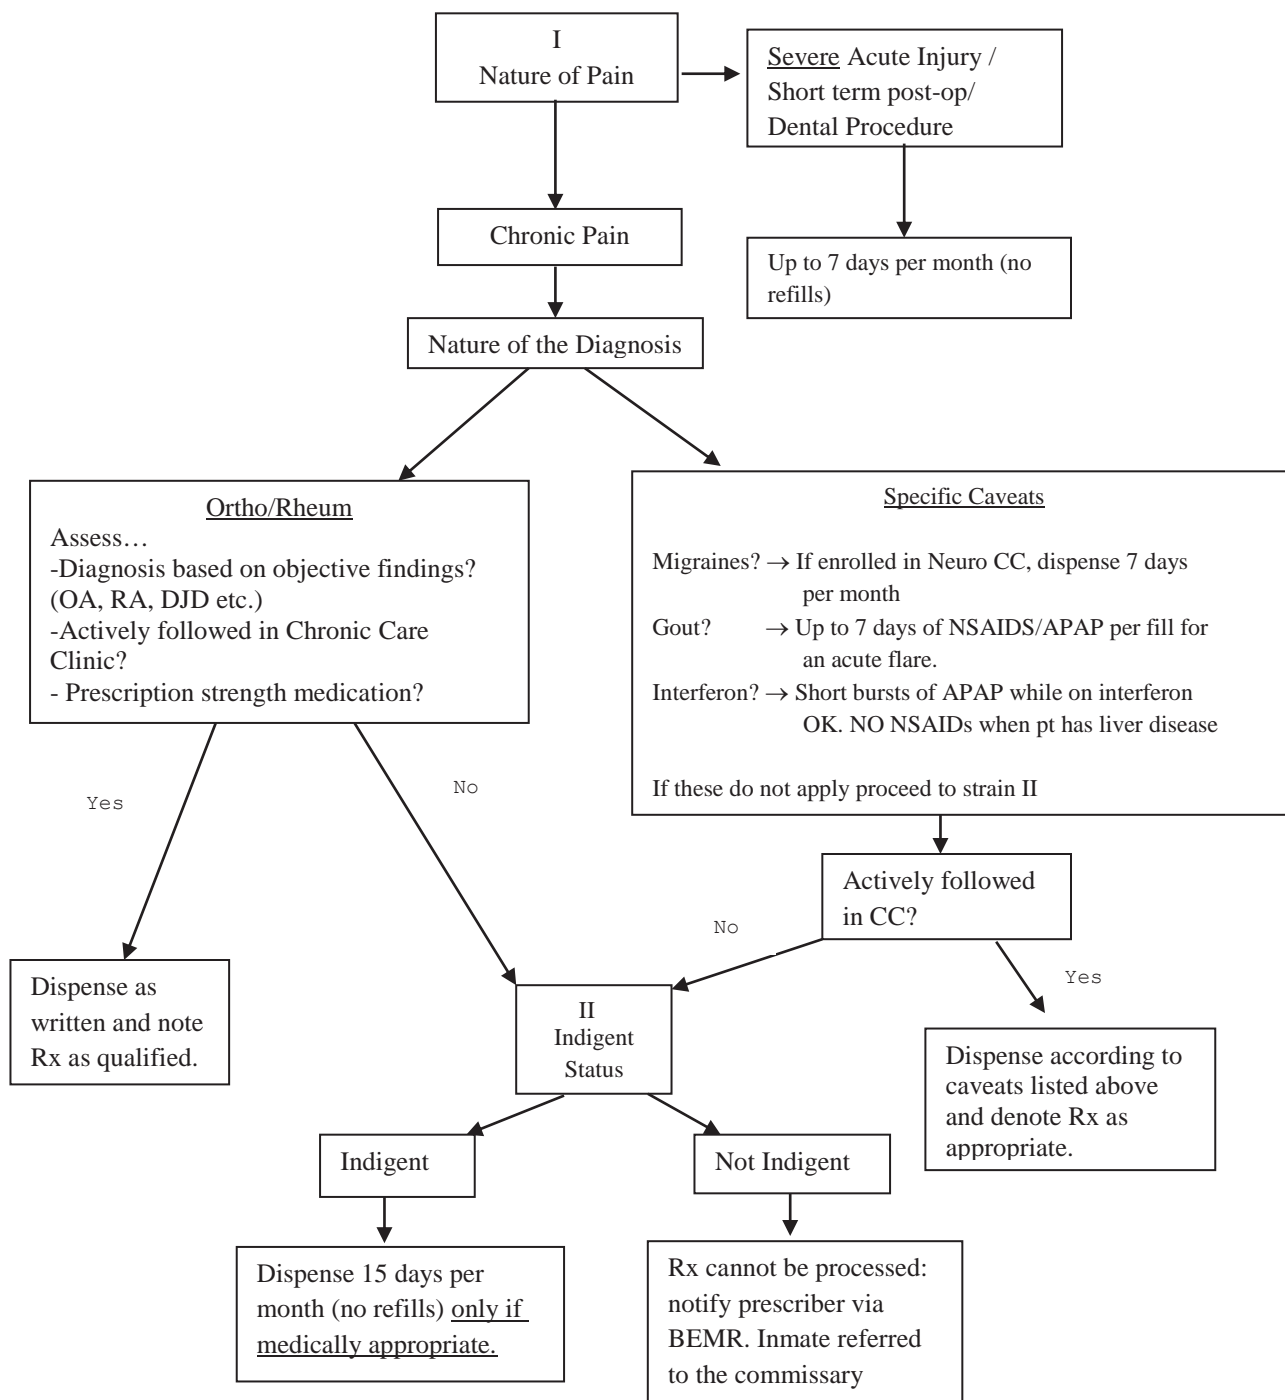 I
Nature of Pain
Severe Acute Injury /
Short term post-op/
Dental Procedure
Chronic Pain
Up to 7 days per month (no
refills)
Nature of the Diagnosis
Ortho/Rheum
Assess…
-Diagnosis based on objective findings?
(OA, RA, DJD etc.)
-Actively followed in Chronic Care
Clinic?
- Prescription strength medication?
Specific Caveats
Migraines? → If enrolled in Neuro CC, dispense 7 days
per month
Gout? → Up to 7 days of NSAIDS/APAP per fill for
an acute flare.
Interferon? → Short bursts of APAP while on interferon
OK. NO NSAIDs when pt has liver disease
If these do not apply proceed to strain II
Yes
No
Actively followed
in CC?
No
Yes
Dispense as
written and note
Rx as qualified.
II
Indigent
Status
Dispense according to
caveats listed above
and denote Rx as
appropriate.
Indigent
Not Indigent
Dispense 15 days per
month (no refills) only if
medically appropriate.
Rx cannot be processed:
notify prescriber via
BEMR. Inmate referred
to the commissary